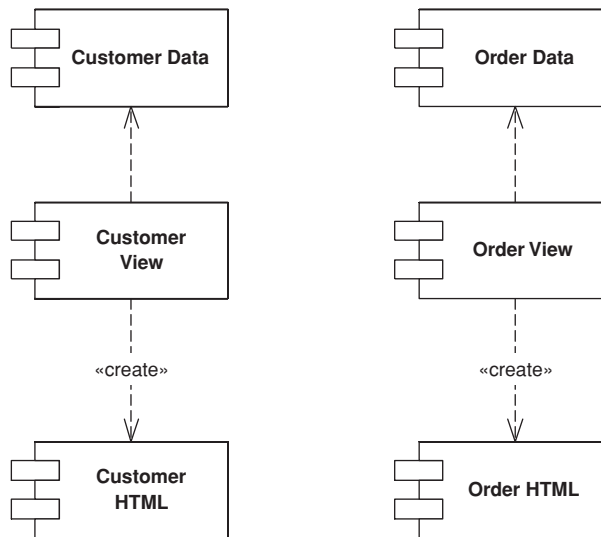 Customer Data
Order Data
Customer
View
Order View
«create»
«create»
Customer
HTML
Order HTML